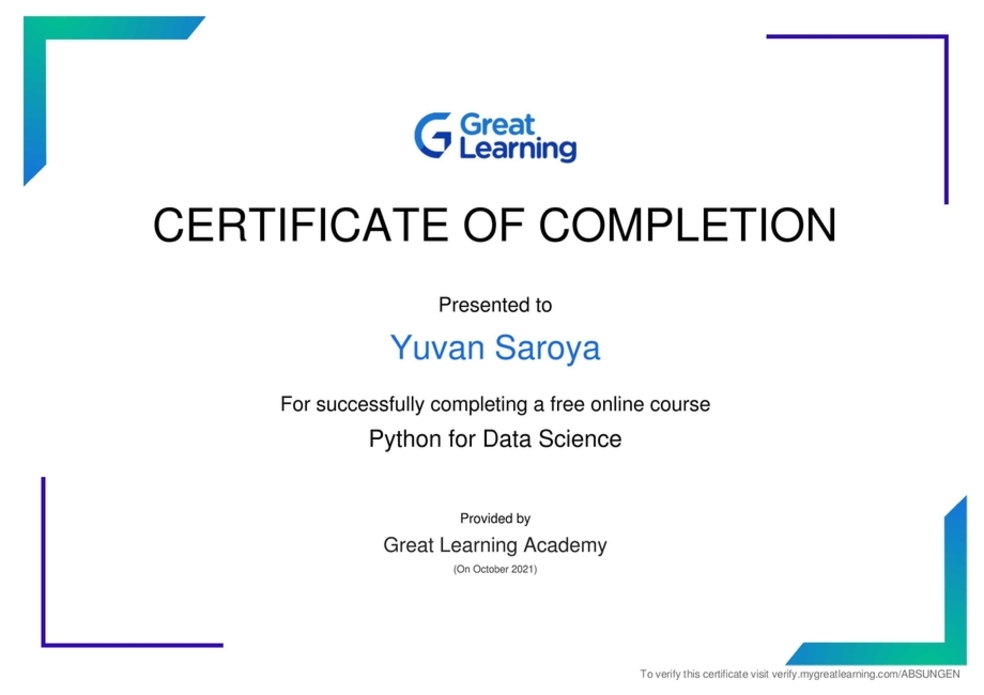 Great
Learning
CERTIFICATE OF COMPLETION
Presented to
Yuvan Saroya
For successfully completing a free online course
Python for Data Science
Provided by
Great Learning Academy
(On October 2021)
To verify this certificate visit verify.mygreatlearning.com/ABSUNGEN